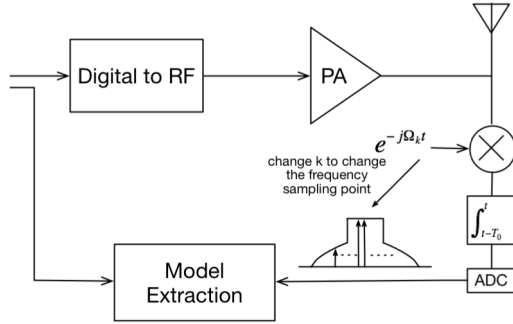 Digital to RF
PA
e^{-jΩ_k t}
change k to change
the frequency
sampling point
∫_{t-T_0}^{t}
ADC
Model
Extraction